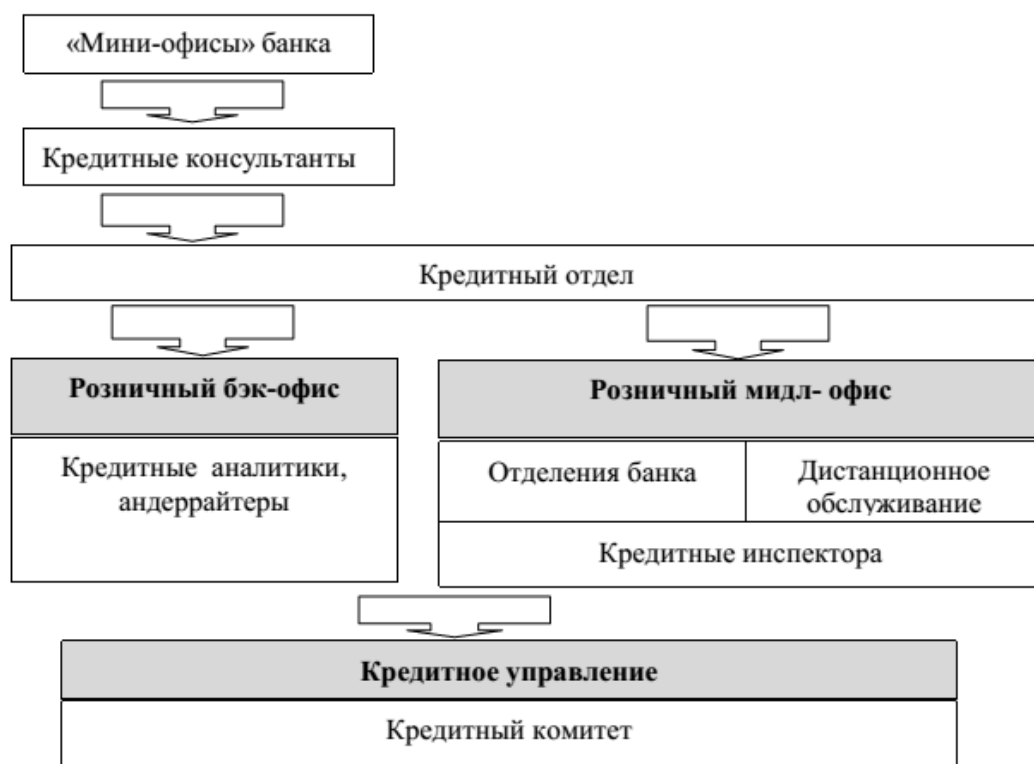 «Мини-офисы» банка
Кредитные консультанты
Кредитный отдел
Розничный бэк-офис
Розничный мидл- офис
Кредитные аналитики,
андеррайтеры
Отделения банка
Дистанционное
обслуживание
Кредитные инспектора
Кредитное управление
Кредитный комитет